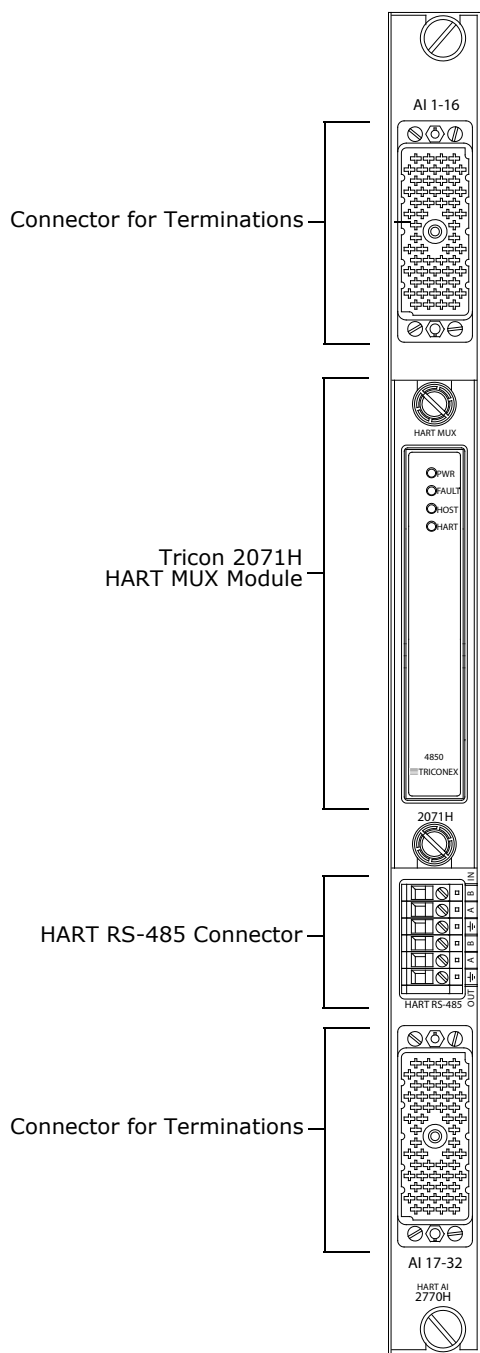 AI 1-16
Connector for Terminations
HART MUX
PWR
FAULT
HOST
HART
Tricon 2071H
HART MUX Module
4850
TRICONEX
2071H
HART RS-485 Connector
IN
B
A
B
A
OUT
HART RS-485
Connector for Terminations
AI 17-32
HART AI
2770H